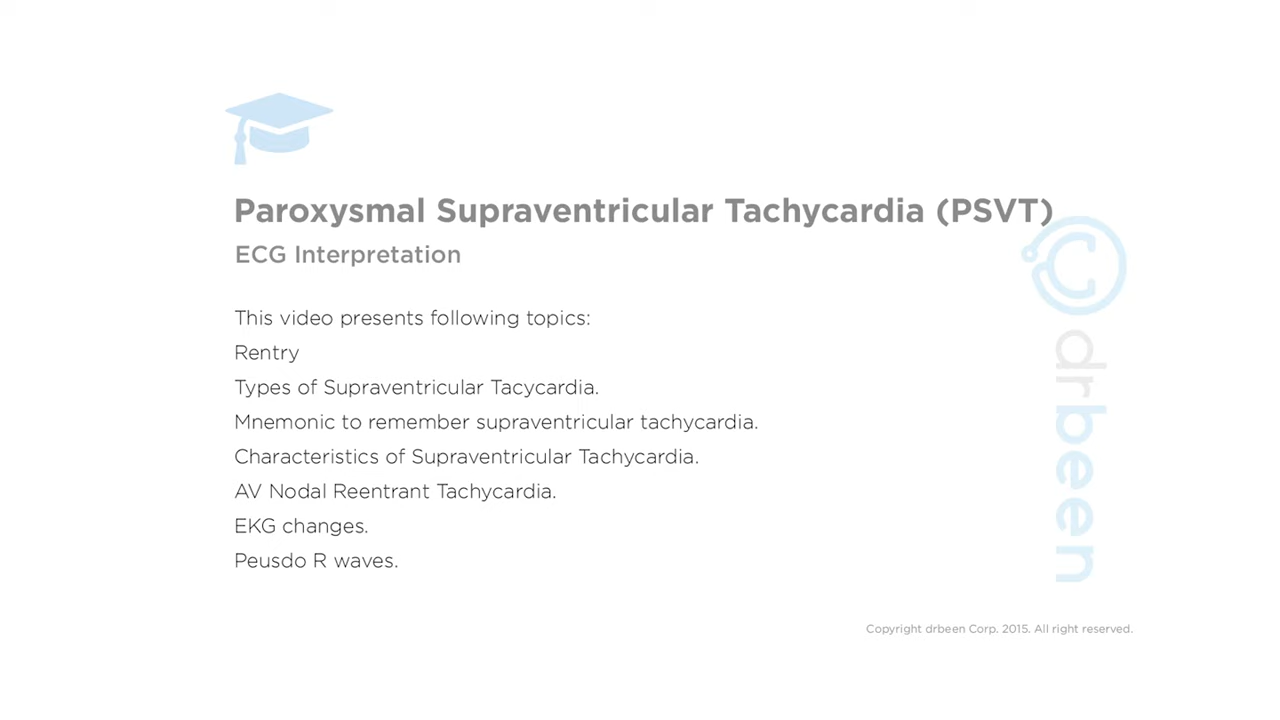 Paroxysmal Supraventricular Tachycardia (PSVT)
ECG Interpretation
This video presents following topics:
Rentry
Types of Supraventricular Tacycardia.
Mnemonic to remember supraventricular tachycardia.
Characteristics of Supraventricular Tachycardia.
AV Nodal Reentrant Tachycardia.
EKG changes.
Peusdo R waves.
drbeen
Copyright drbeen Corp. 2015. All right reserved.